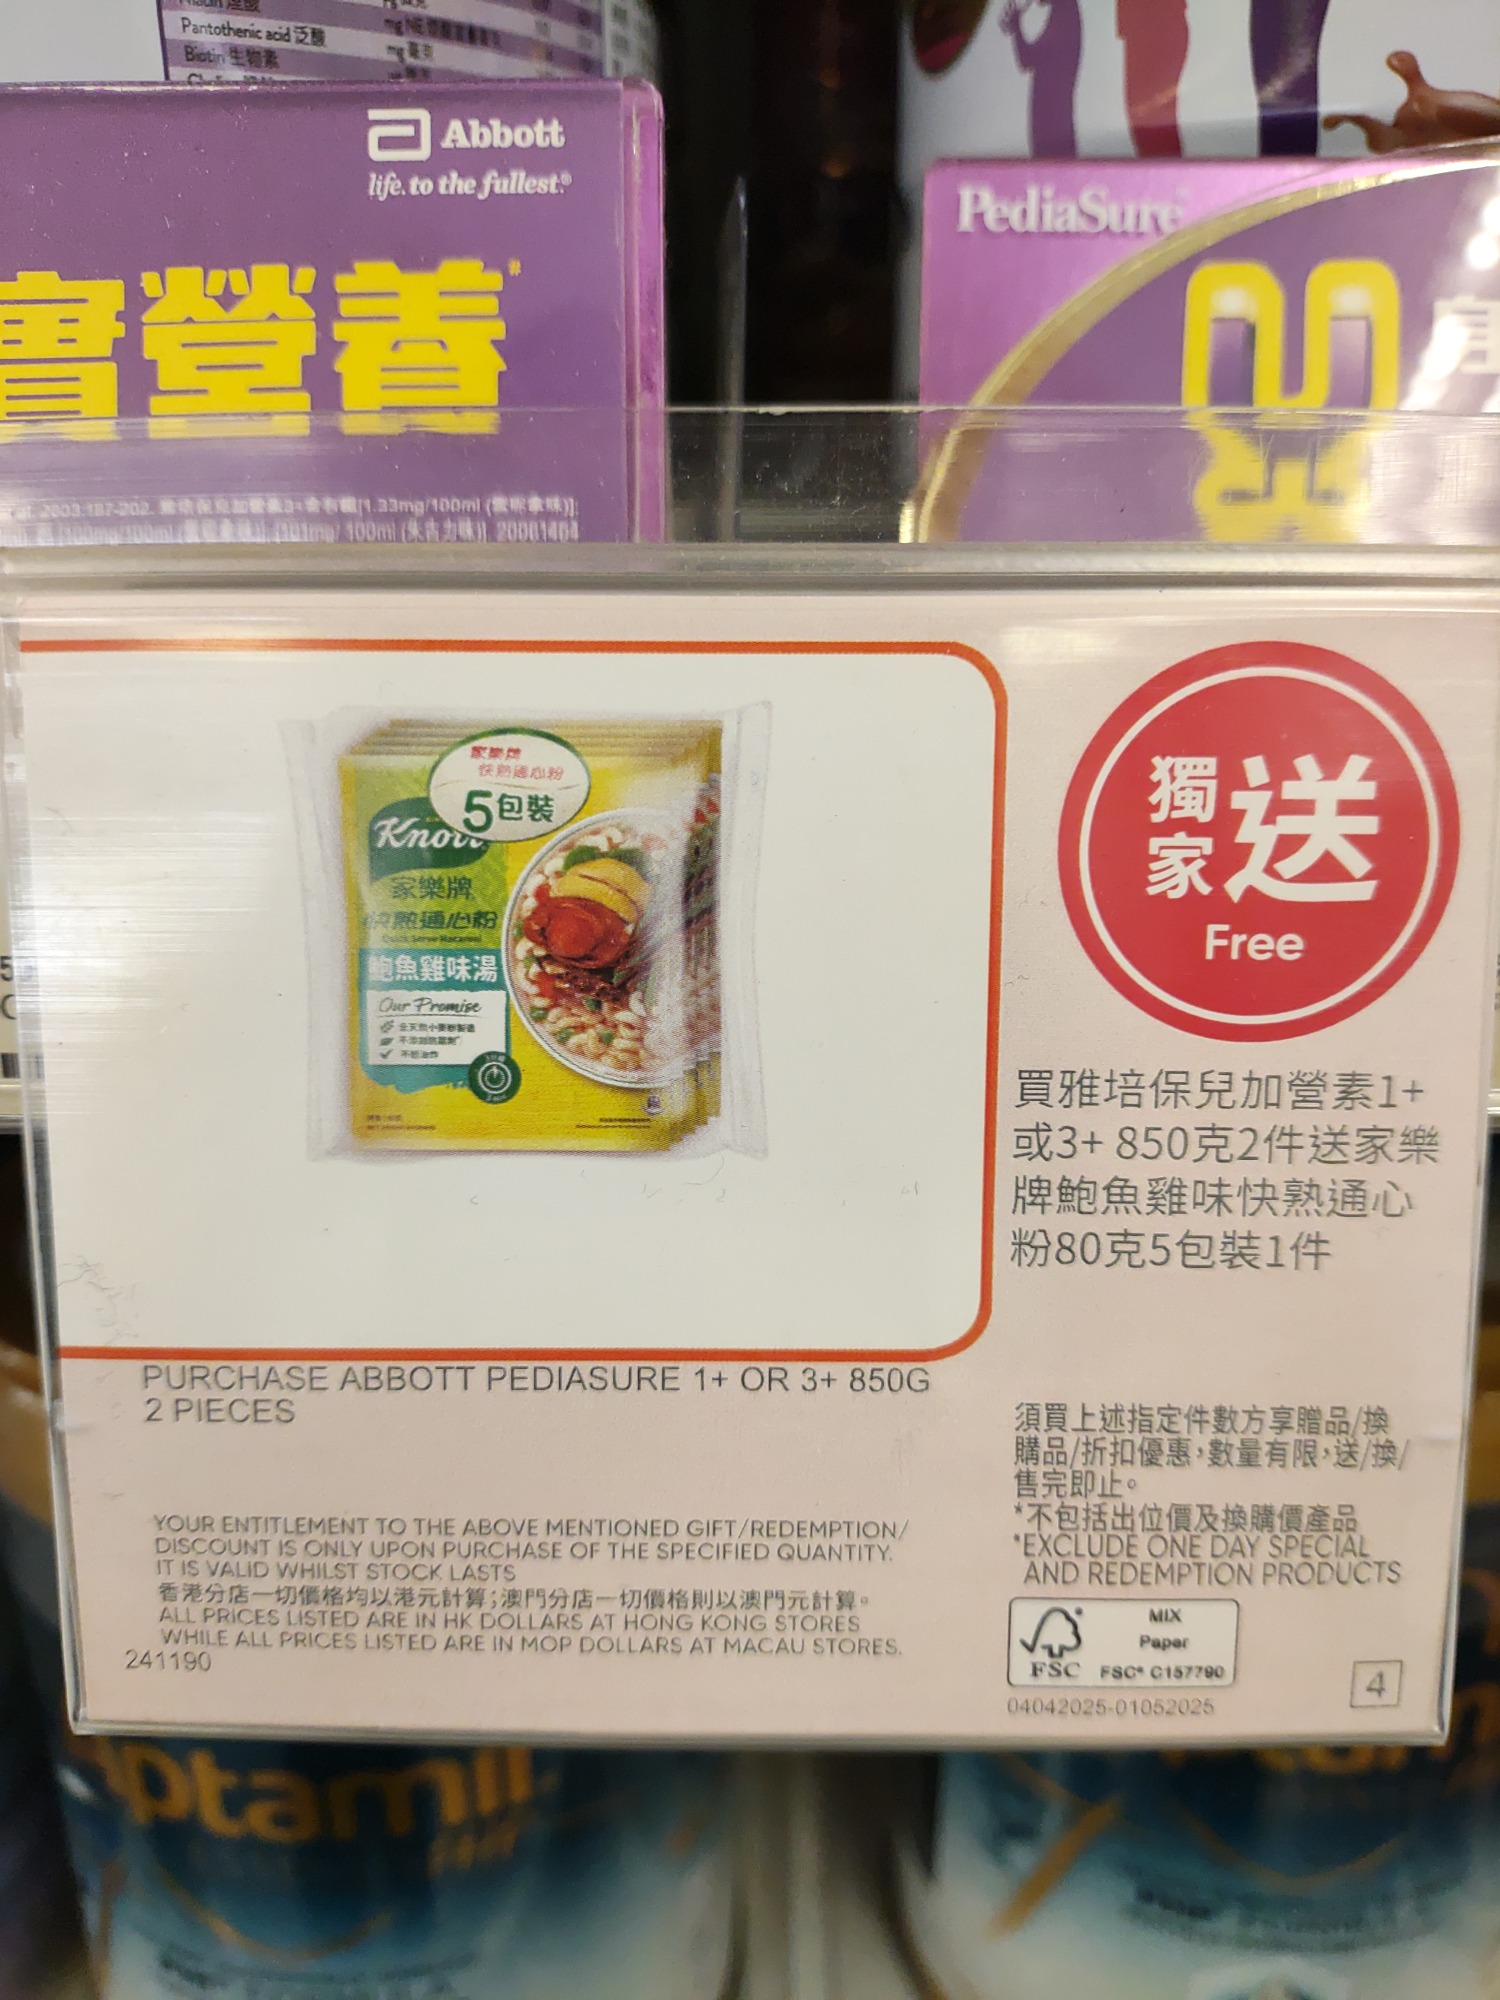 Pantothenic acid 泛酸
Biotin 生物素
Abbott
life. to the fullest.®
實營養#
PediaSure
家樂牌
快熟通心粉
5包裝
Knorr
家樂牌
快熟通心粉
Quick Serve Macaroni
鮑魚雞味湯
Our Promise
獨家送
Free
買雅培保兒加營素1+
或3+ 850克2件送家樂
牌鮑魚雞味快熟通心
粉80克5包裝1件
PURCHASE ABBOTT PEDIASURE 1+ OR 3+ 850G
2 PIECES
須買上述指定件數方享贈品/換
購品/折扣優惠，數量有限，送/換/
售完即止。
*不包括出位價及換購價產品
*EXCLUDE ONE DAY SPECIAL
AND REDEMPTION PRODUCTS
YOUR ENTITLEMENT TO THE ABOVE MENTIONED GIFT/REDEMPTION/
DISCOUNT IS ONLY UPON PURCHASE OF THE SPECIFIED QUANTITY.
IT IS VALID WHILST STOCK LASTS
香港分店一切價格均以港元計算；澳門分店一切價格則以澳門元計算。
ALL PRICES LISTED ARE IN HK DOLLARS AT HONG KONG STORES
WHILE ALL PRICES LISTED ARE IN MOP DOLLARS AT MACAU STORES.
241190
FSC
MIX
Paper
FSC® C157790
04042025-01052025
4
ptamil